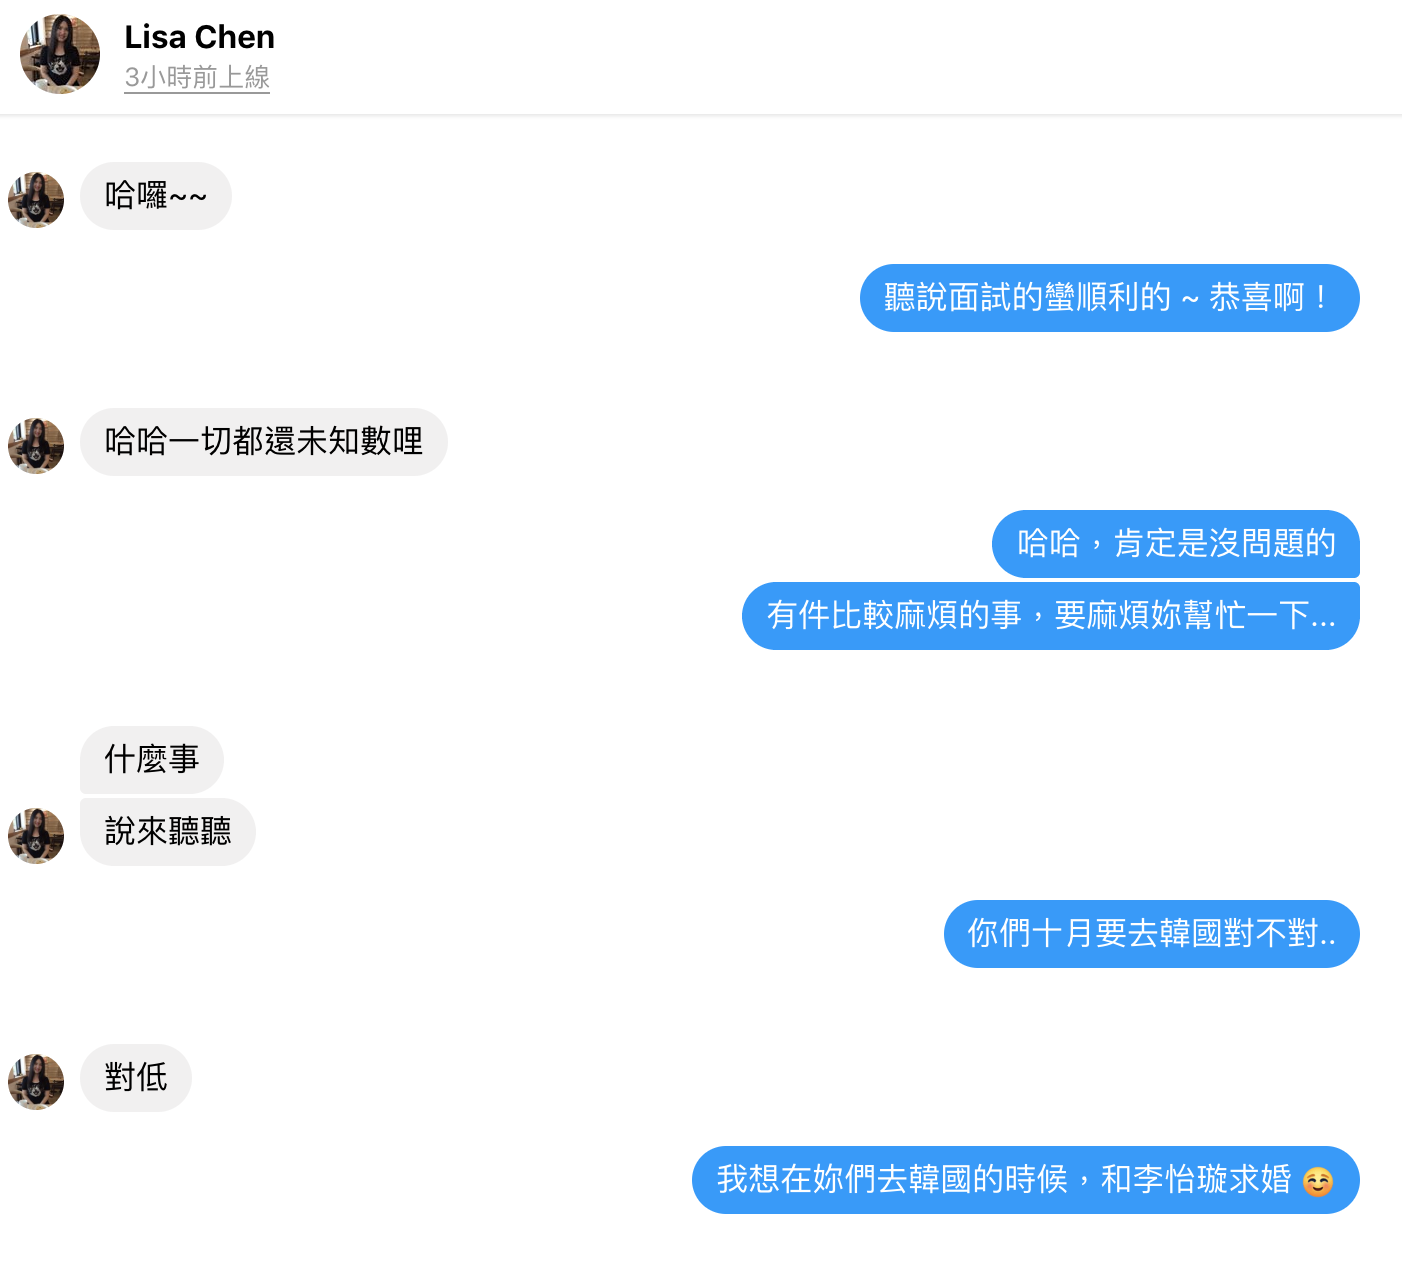 Lisa Chen
3小時前上線
哈囉~~
聽說面試的蠻順利的 ~ 恭喜啊！
哈哈一切都還未知數哩
哈哈，肯定是沒問題的
有件比較麻煩的事，要麻煩妳幫忙一下...
什麼事
說來聽聽
你們十月要去韓國對不對..
對低
我想在妳們去韓國的時候，和李怡璇求婚 ☺️